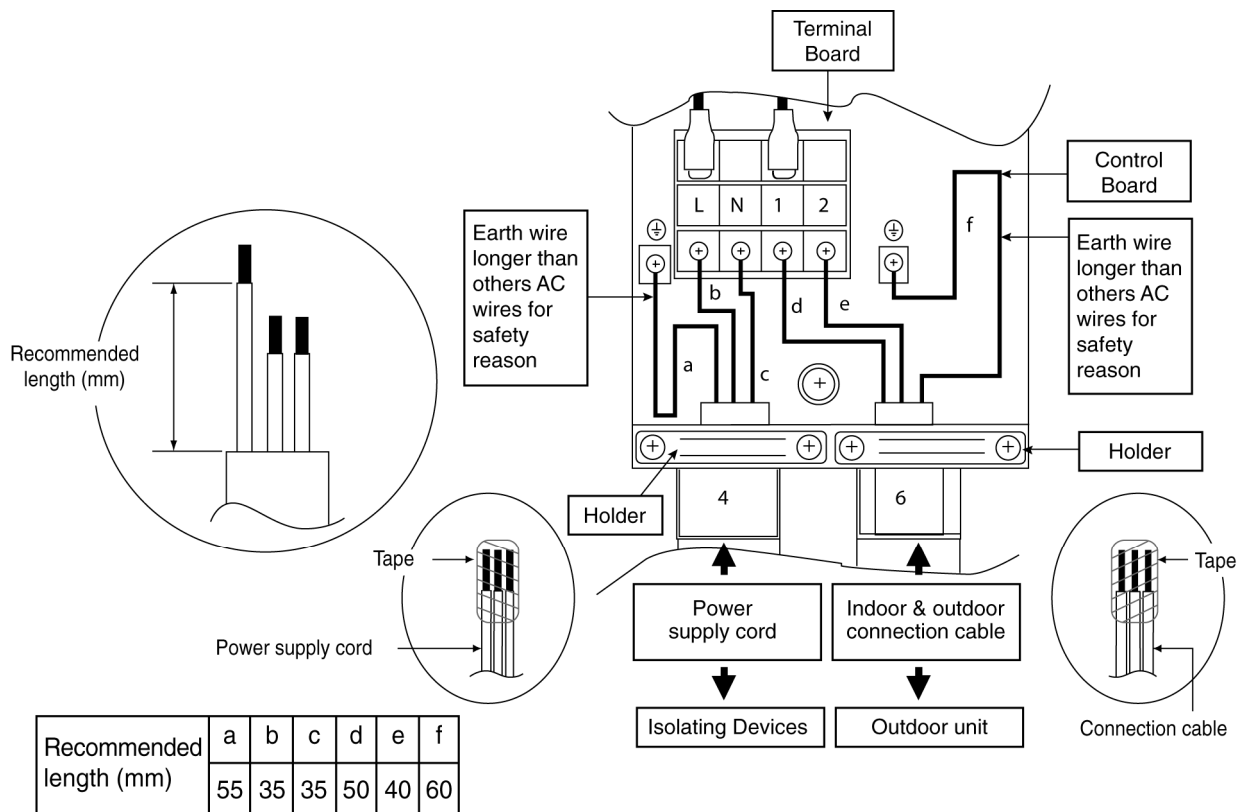 Terminal
Board
Control
Board
L N 1 2
f
Earth wire
longer than
others AC
wires for
safety
reason
Earth wire
longer than
others AC
wires for
safety
reason
b
d
e
a
c
Recommended
length (mm)
Holder
Holder
4
6
Tape
Tape
Power
supply cord
Indoor & outdoor
connection cable
Power supply cord
Isolating Devices
Outdoor unit
Connection cable
Recommended
length (mm)
a b c d e f
55 35 35 50 40 60